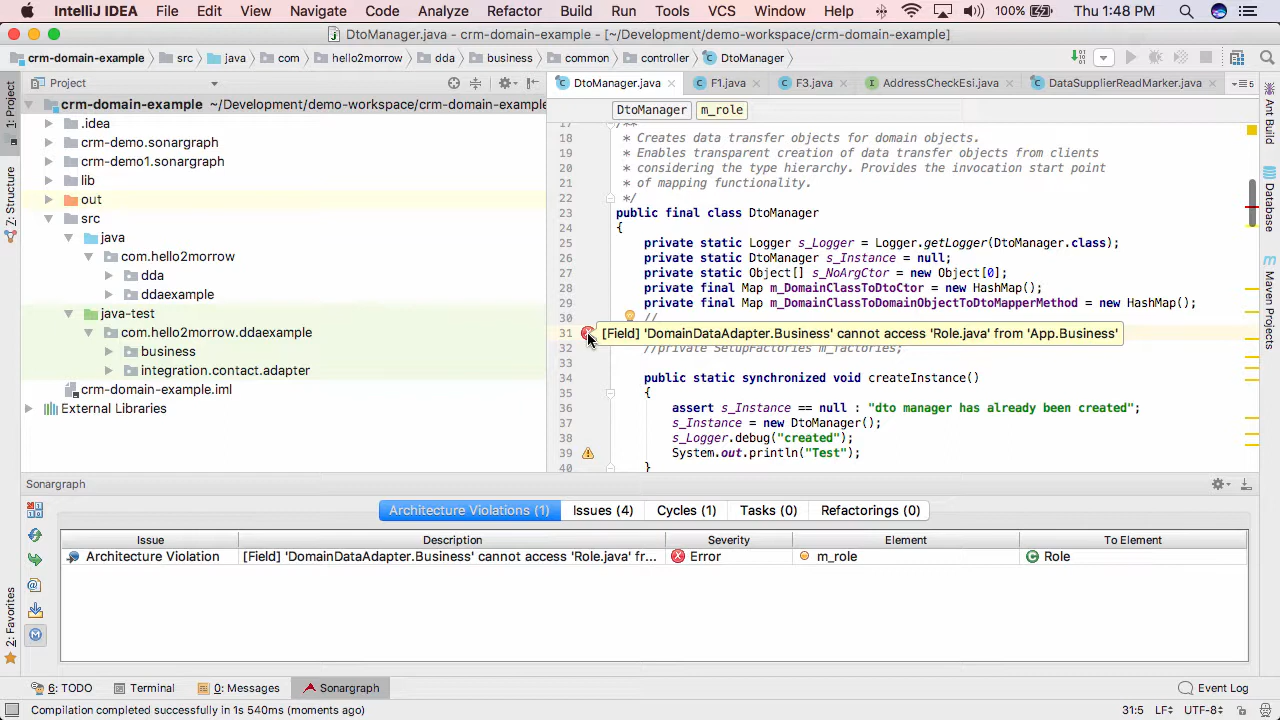 IntelliJ IDEA File Edit View Navigate Code Analyze Refactor Build Run Tools VCS Window Help 100% Thu 1:48 PM
DtoManager.java - crm-domain-example - [~/Development/demo-workspace/crm-domain-example]
crm-domain-example src java com hello2morrow dda business common controller DtoManager
Project
DtoManager.java F1.java F3.java AddressCheckEsi.java DataSupplierReadMarker.java
1: Project
Z: Structure
2: Favorites
crm-domain-example ~/Development/demo-workspace/crm-domain-example
.idea
crm-demo.sonargraph
crm-demo1.sonargraph
lib
out
src
java
com.hello2morrow
dda
ddaexample
java-test
com.hello2morrow.ddaexample
business
integration.contact.adapter
crm-domain-example.iml
External Libraries
DtoManager m_role
17 /**
18 * Creates data transfer objects for domain objects.
19 * Enables transparent creation of data transfer objects from clients
20 * considering the type hierarchy. Provides the invocation start point
21 * of mapping functionality.
22 */
23 public final class DtoManager
24 {
25 private static Logger s_Logger = Logger.getLogger(DtoManager.class);
26 private static DtoManager s_Instance = null;
27 private static Object[] s_NoArgCtor = new Object[0];
28 private final Map m_DomainClassToDtoCtor = new HashMap();
29 private final Map m_DomainClassToDomainObjectToDtoMapperMethod = new HashMap();
30 //
31 [Field] 'DomainDataAdapter.Business' cannot access 'Role.java' from 'App.Business'
32 //private SetupFactories m_factories;
33
34 public static synchronized void createInstance()
35 {
36 assert s_Instance == null : "dto manager has already been created";
37 s_Instance = new DtoManager();
38 s_Logger.debug("created");
39 System.out.println("Test");
40 }
Ant Build
Database
m Maven Projects
Sonargraph
Architecture Violations (1) Issues (4) Cycles (1) Tasks (0) Refactorings (0)
Issue Description Severity Element To Element
Architecture Violation [Field] 'DomainDataAdapter.Business' cannot access 'Role.java' fr... Error m_role Role
6: TODO Terminal 0: Messages Sonargraph Event Log
Compilation completed successfully in 1s 540ms (moments ago) 31:5 LF UTF-8